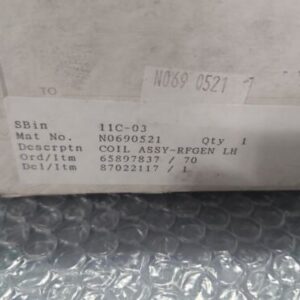 N069 0521
TO
SBin 11C-03
Mat No. N0690521 Qty 1
Descrptn COIL ASSY-RFGEN LH
Ord/Itm 65897837 / 70
Del/Itm 87022117 / 1